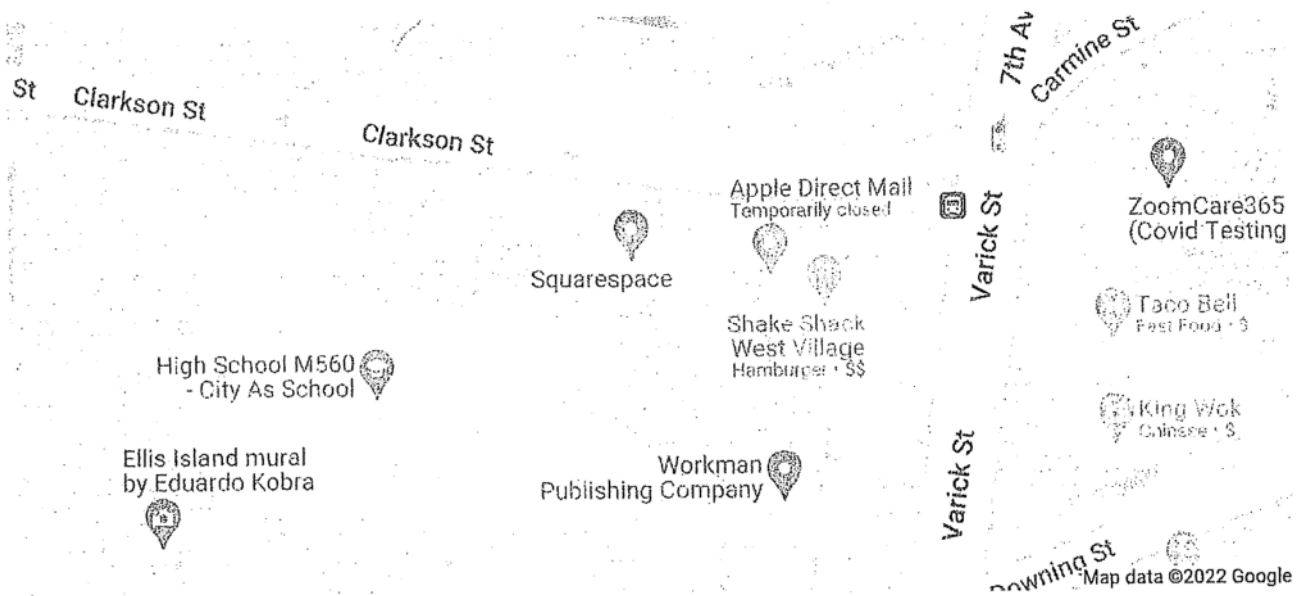 7th Av
Carmine St
St
Clarkson St
Clarkson St
Apple Direct Mail
Temporarily closed
Varick St
ZoomCare365
(Covid Testing
Squarespace
Taco Bell
Fast Food · $
Shake Shack
West Village
Hamburger · $$
High School M560
- City As School
King Wok
Chinese · $
Ellis Island mural
by Eduardo Kobra
Workman
Publishing Company
Varick St
Downing St
Map data ©2022 Google